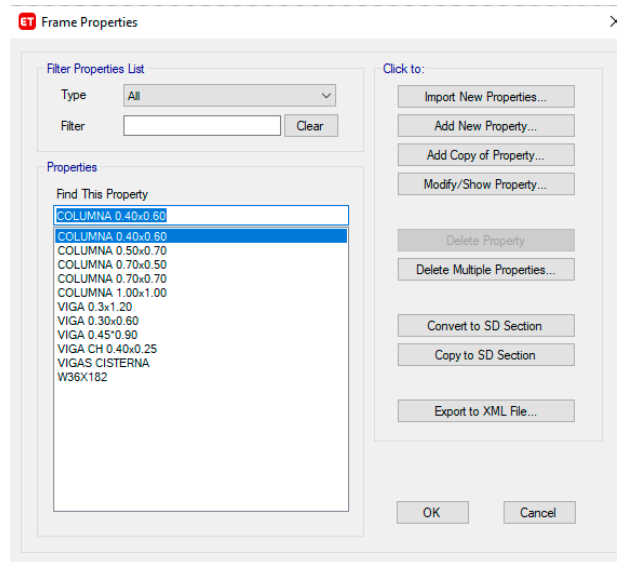 ET Frame Properties
Filter Properties List
Type All
Filter Clear
Properties
Find This Property
COLUMNA 0.40x0.60
COLUMNA 0.40x0.60
COLUMNA 0.50x0.70
COLUMNA 0.70x0.50
COLUMNA 0.70x0.70
COLUMNA 1.00x1.00
VIGA 0.3x1.20
VIGA 0.30x0.60
VIGA 0.45*0.90
VIGA CH 0.40x0.25
VIGAS CISTERNA
W36X182
Click to:
Import New Properties...
Add New Property...
Add Copy of Property...
Modify/Show Property...
Delete Property
Delete Multiple Properties...
Convert to SD Section
Copy to SD Section
Export to XML File...
OK Cancel